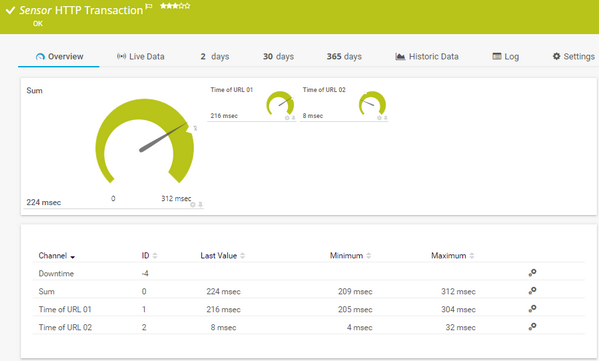 Sensor HTTP Transaction
OK
Overview Live Data 2 days 30 days 365 days Historic Data Log Settings
Sum
Time of URL 01
Time of URL 02
216 msec
8 msec
0
312 msec
224 msec
Channel ID Last Value Minimum Maximum
Downtime -4
Sum 0 224 msec 209 msec 312 msec
Time of URL 01 1 216 msec 205 msec 304 msec
Time of URL 02 2 8 msec 4 msec 32 msec